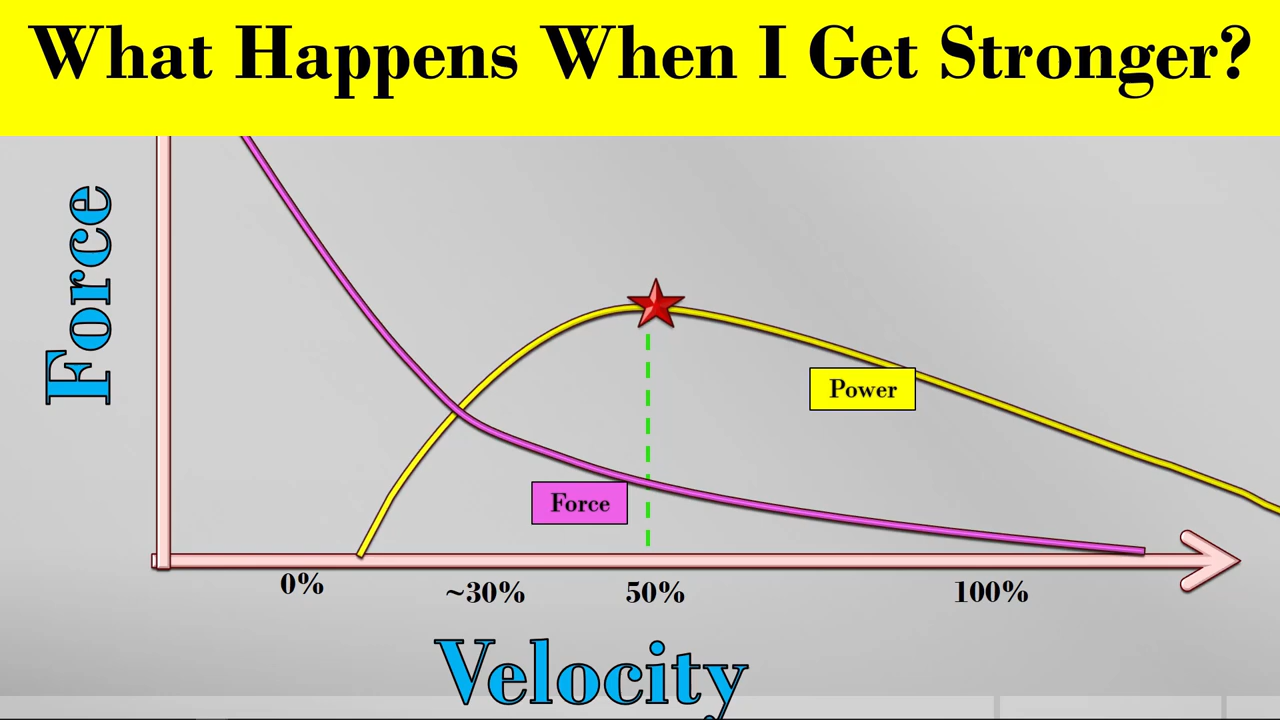 What Happens When I Get Stronger?
Force
Power
Force
0%
~30%
50%
100%
Velocity